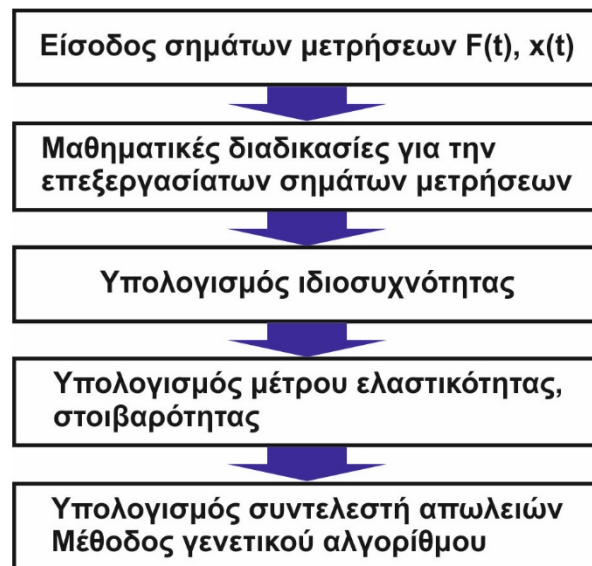 Είσοδος σημάτων μετρήσεων F(t), x(t)
Μαθηματικές διαδικασίες για την
επεξεργασίατων σημάτων μετρήσεων
Υπολογισμός ιδιοσυχνότητας
Υπολογισμός μέτρου ελαστικότητας,
στοιβαρότητας
Υπολογισμός συντελεστή απωλειών
Μέθοδος γενετικού αλγορίθμου